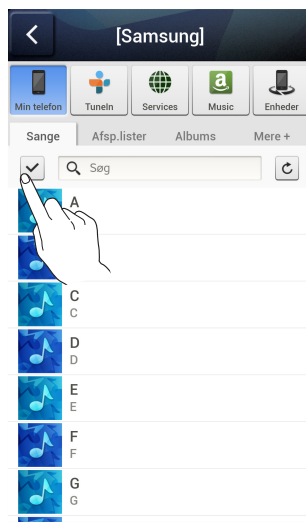 [Samsung]
Min telefon TuneIn Services Music Enheder
Sange Afsp.lister Albums Mere +
Søg
A
C
C
D
D
E
E
F
F
G
G